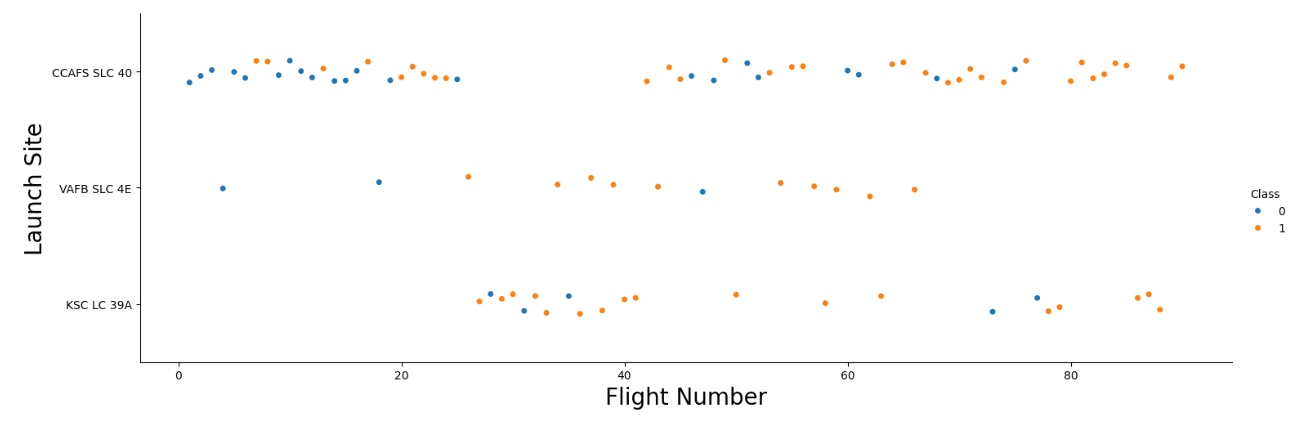 CCAFS SLC 40
VAFB SLC 4E
KSC LC 39A
Launch Site
0 20 40 60 80
Flight Number
Class
0
1